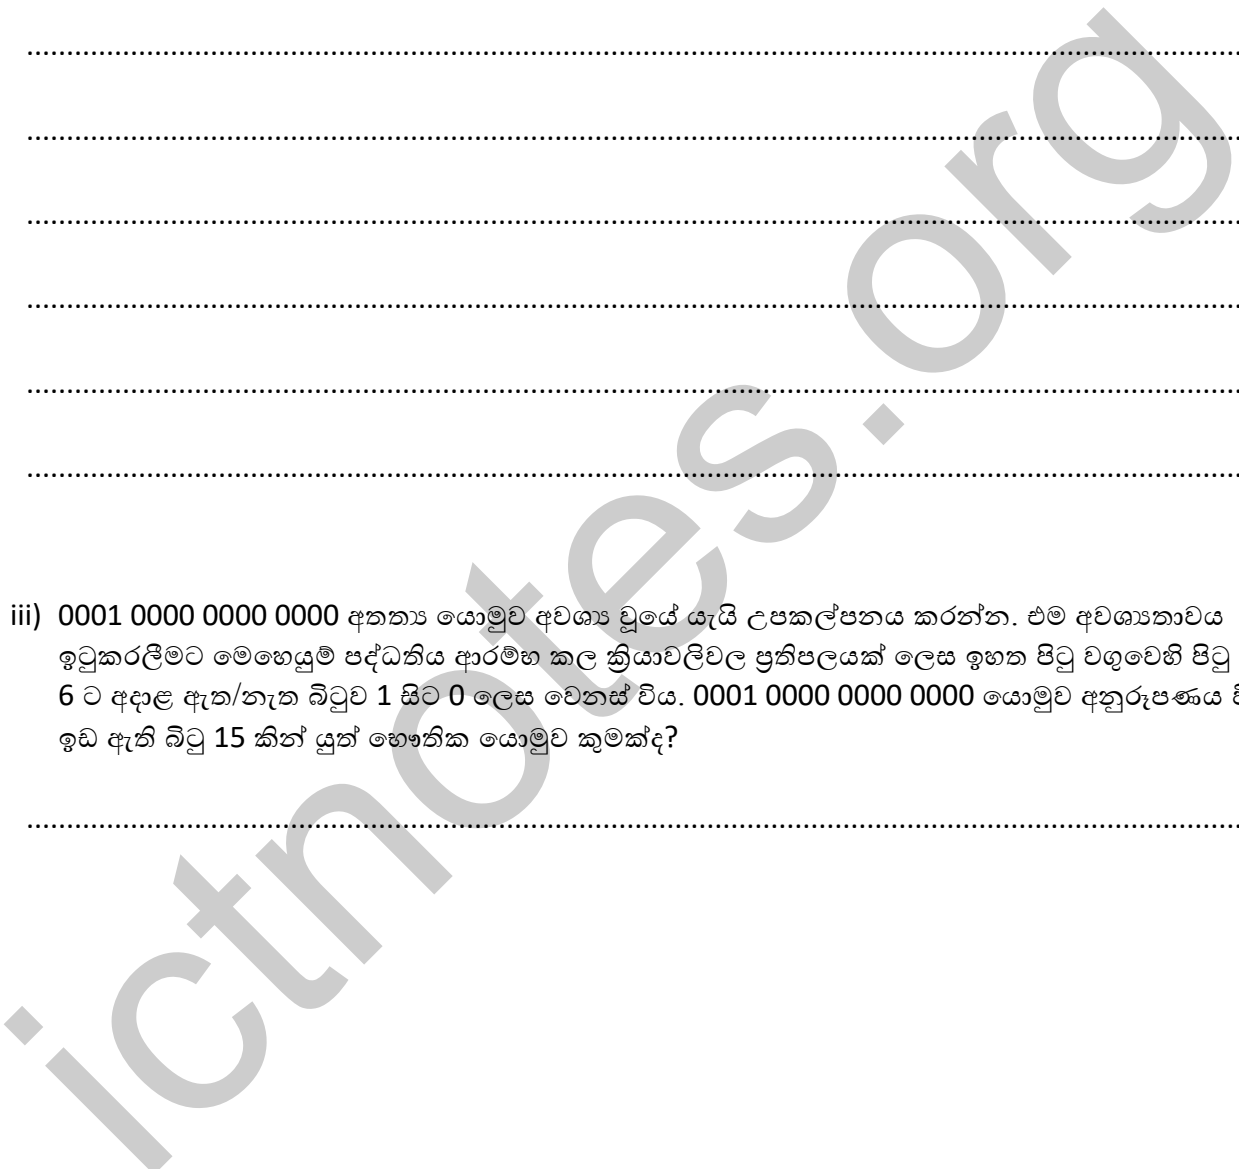 iii) 0001 0000 0000 0000 අතත්‍ය යොමුව අවශ්‍ය වූයේ යැයි උපකල්පනය කරන්න. එම අවශ්‍යතාවය
ඉටුකරලීමට මෙහෙයුම් පද්ධතිය ආරම්භ කල ක්‍රියාවලිවල ප්‍රතිපලයක් ලෙස ඉහත පිටු වගුවෙහි පිටු
6 ට අදාළ ඇත/නැත බිටුව 1 සිට 0 ලෙස වෙනස් විය. 0001 0000 0000 0000 යොමුව අනුරූපණය
ඉඩ ඇති බිටු 15 කින් යුත් භෞතික යොමුව කුමක්ද?
ictnotes.org